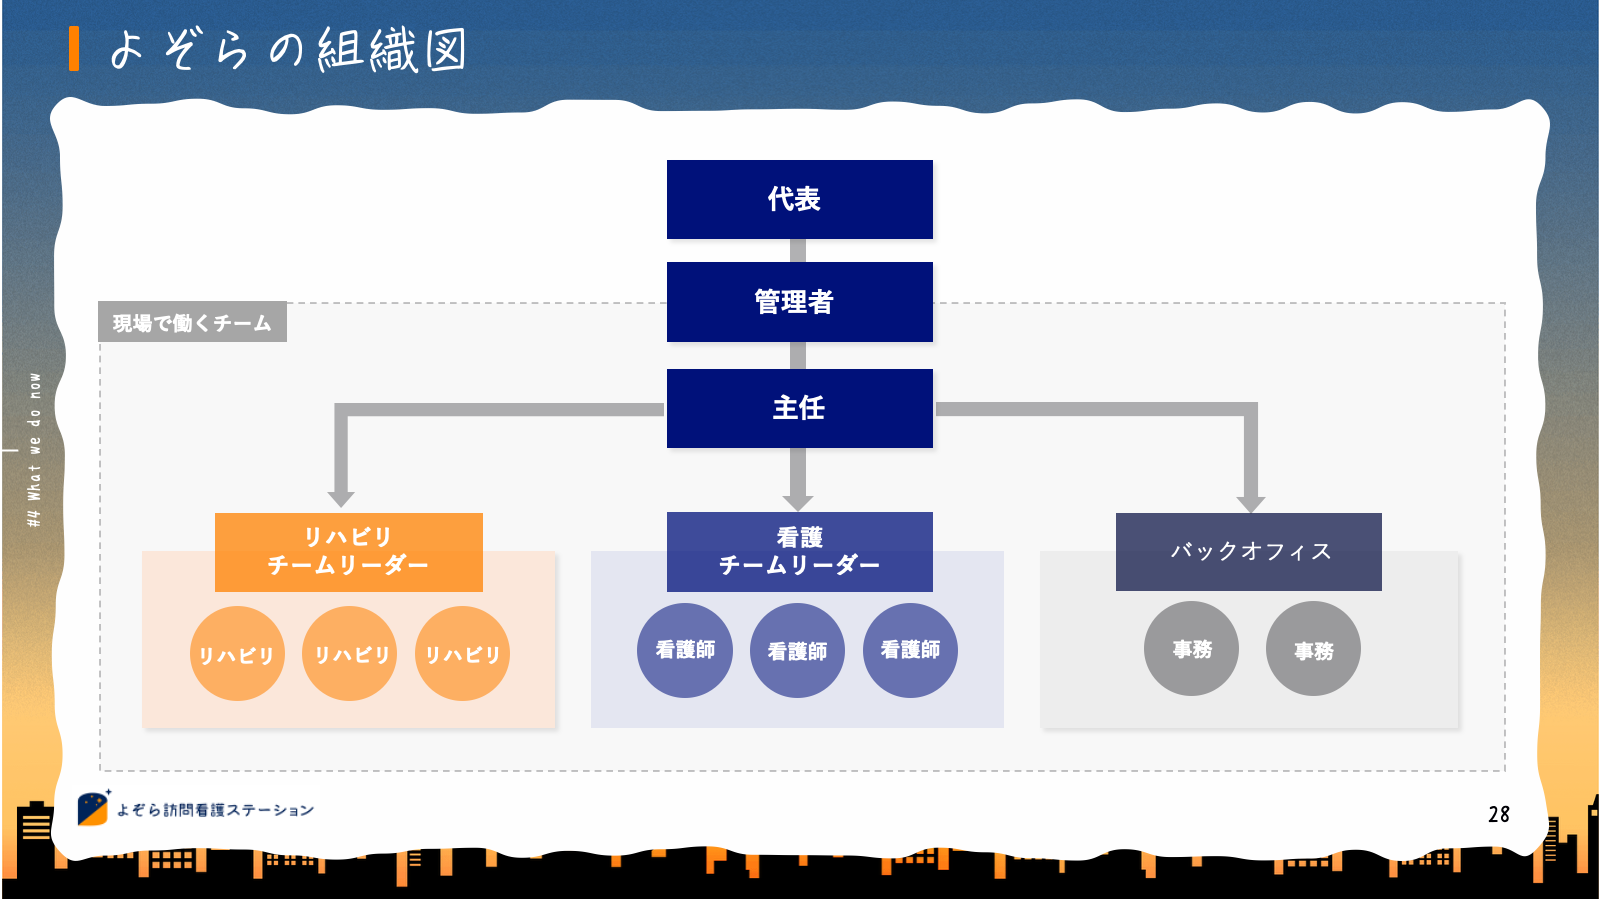 よぞらの組織図
代表
管理者
現場で働くチーム
主任
#4 What we do now
リハビリ
チームリーダー
看護
チームリーダー
バックオフィス
リハビリ
リハビリ
リハビリ
看護師
看護師
看護師
事務
事務
よぞら訪問看護ステーション
28